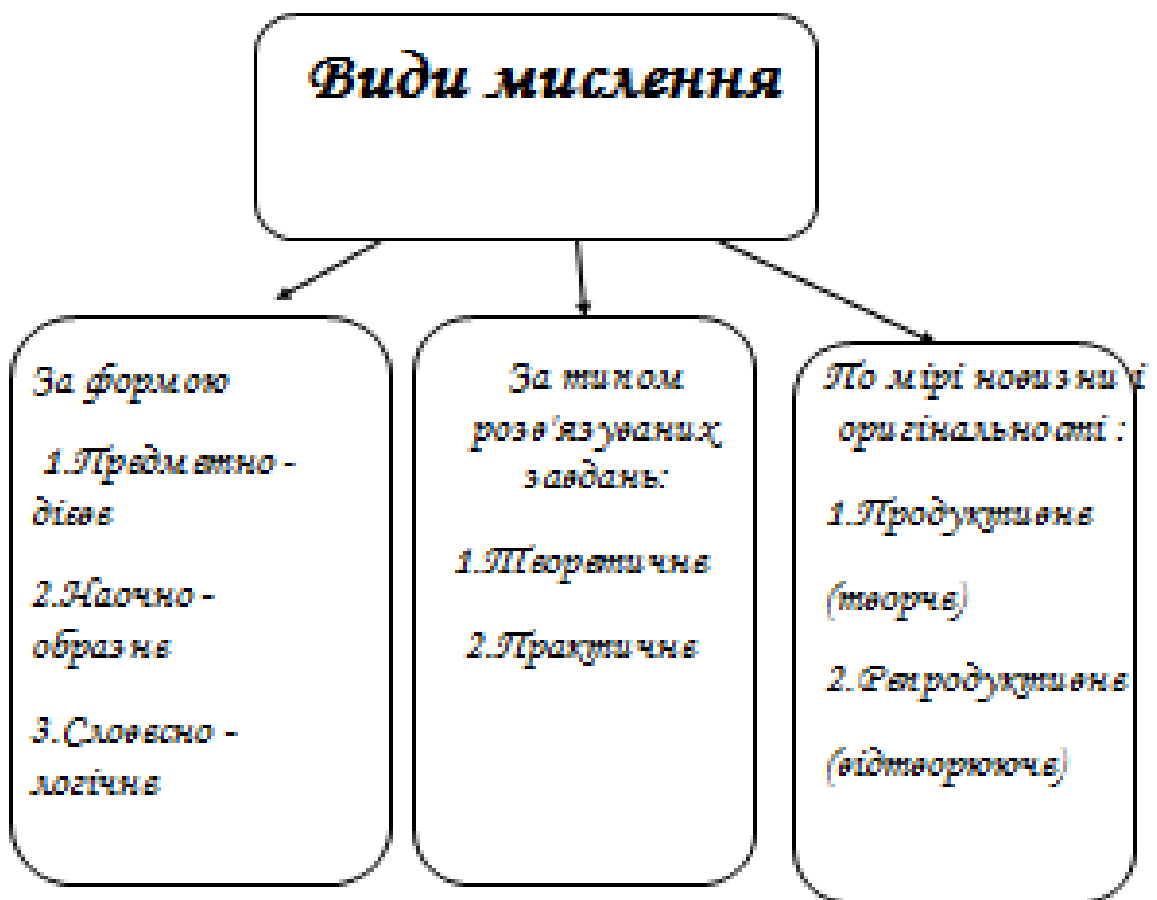 Види мислення
За формою
1.Предметно -
дієве
2.Наочно -
образне
3.Словесно -
логічне
За типом
розв'язуваних
завдань:
1.Теоретичне
2.Практичне
По мірі новизни і
оригінальності :
1.Продуктивне
(творче)
2.Репродуктивне
(відтворююче)